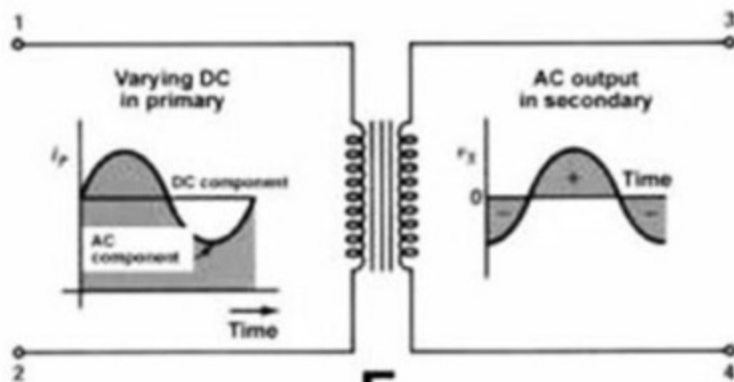 1
3
Varying DC
in primary
AC output
in secondary
DC component
AC
component
Time
+
Time
0
−
−
2
4